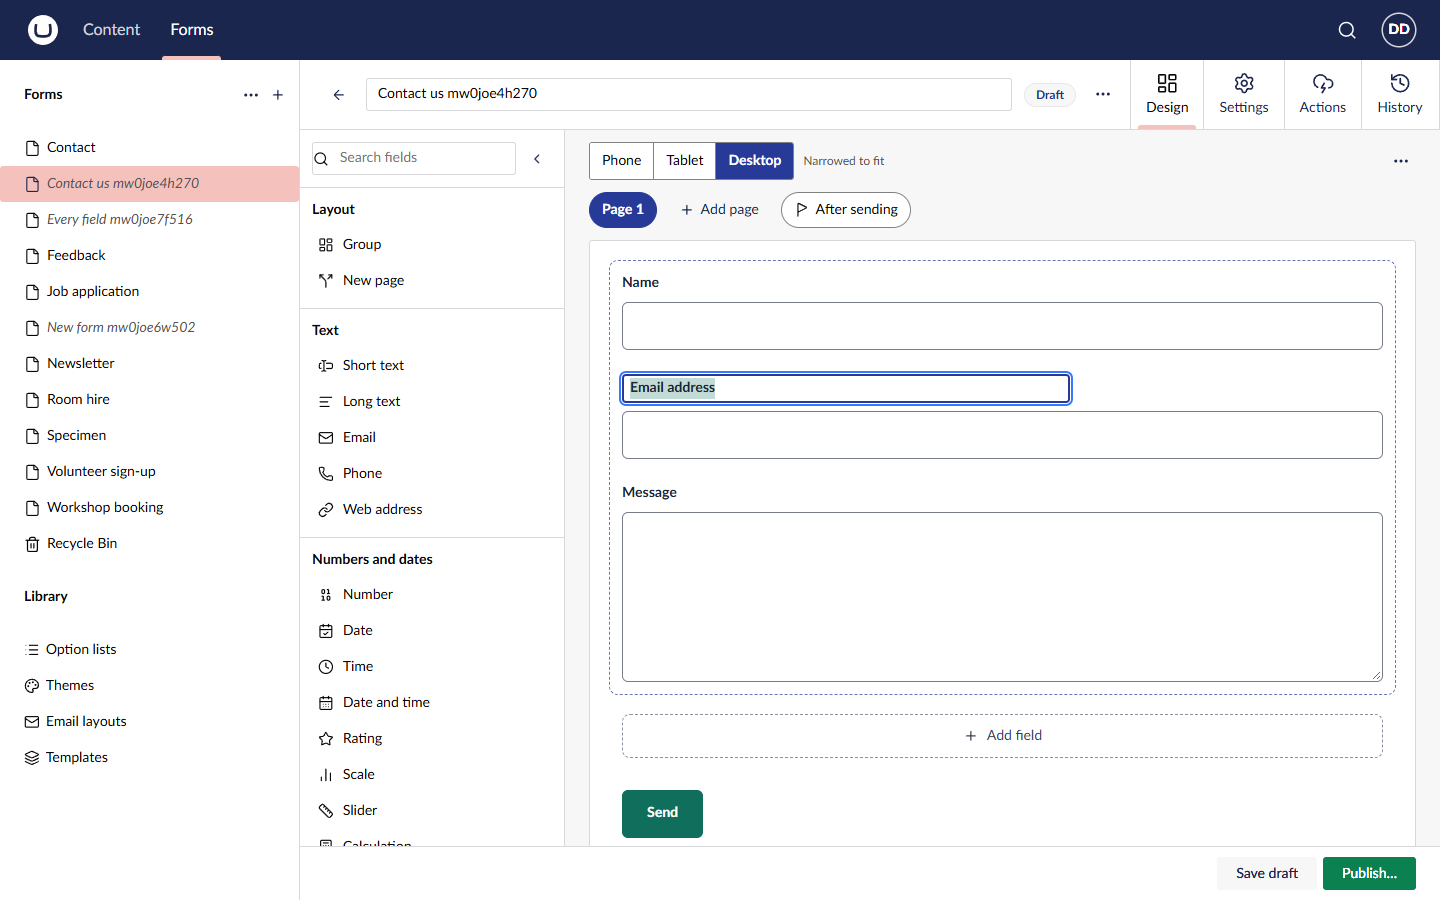 Content
Forms
DD
Forms
Contact
Contact us mw0joe4h270
Every field mw0joe7f516
Feedback
Job application
New form mw0joe6w502
Newsletter
Room hire
Specimen
Volunteer sign-up
Workshop booking
Recycle Bin
Library
Option lists
Themes
Email layouts
Templates
Contact us mw0joe4h270
Draft
Design
Settings
Actions
History
Search fields
Layout
Group
New page
Text
Short text
Long text
Email
Phone
Web address
Numbers and dates
Number
Date
Time
Date and time
Rating
Scale
Slider
Calculation
Phone
Tablet
Desktop
Narrowed to fit
Page 1
Add page
After sending
Name
Email address
Message
Add field
Send
Save draft
Publish...